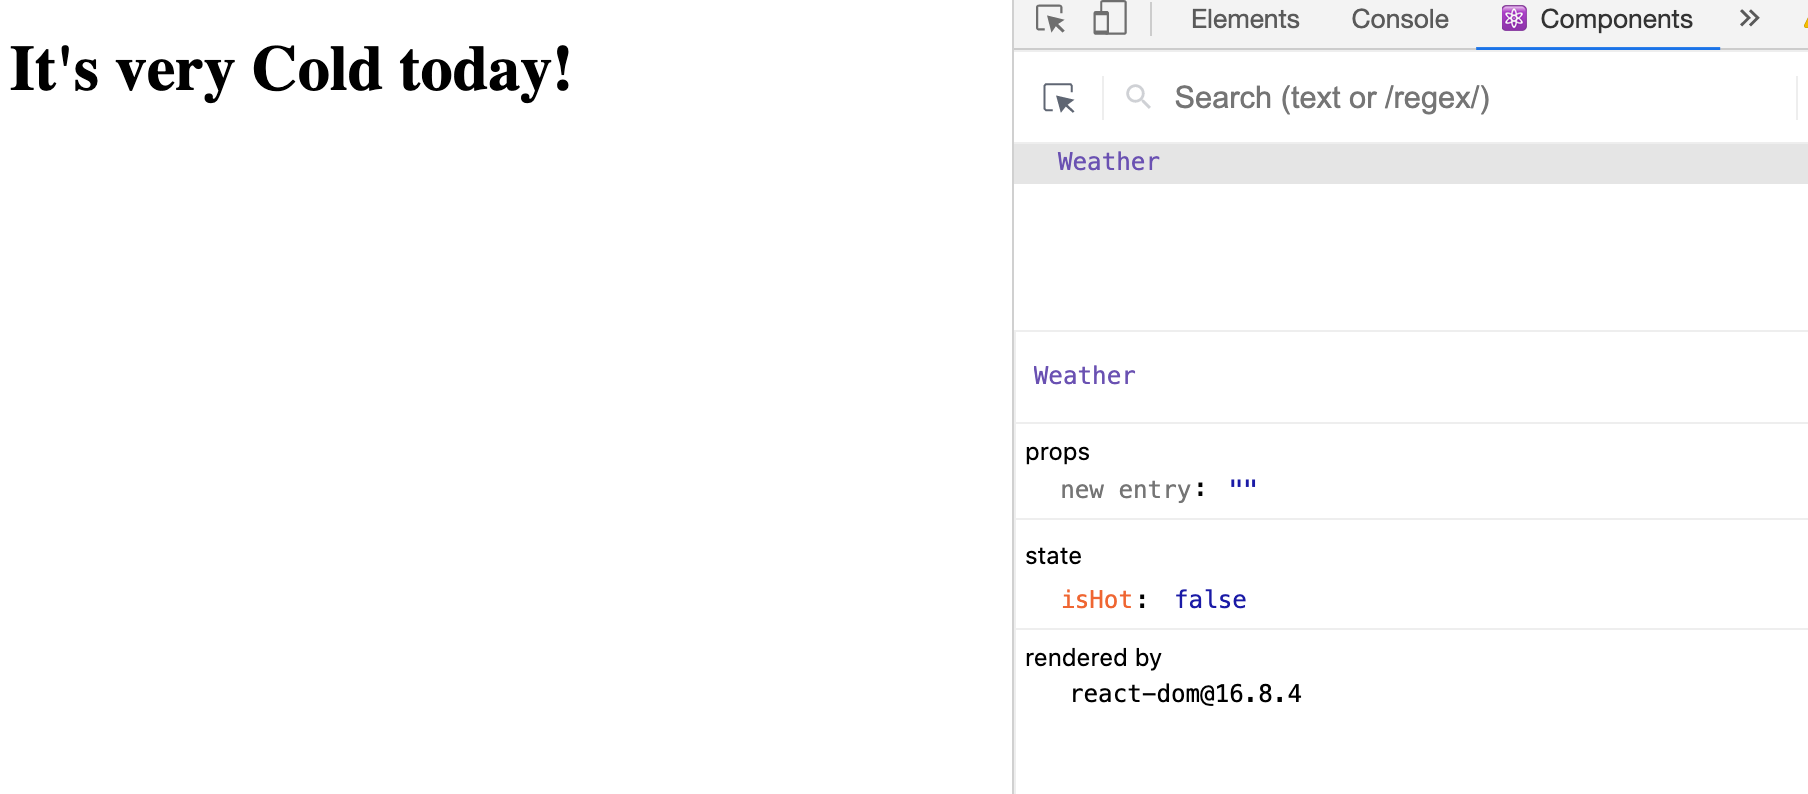 It's very Cold today!
Elements Console Components »
Search (text or /regex/)
Weather
Weather
props
new entry: ""
state
isHot: false
rendered by
react-dom@16.8.4